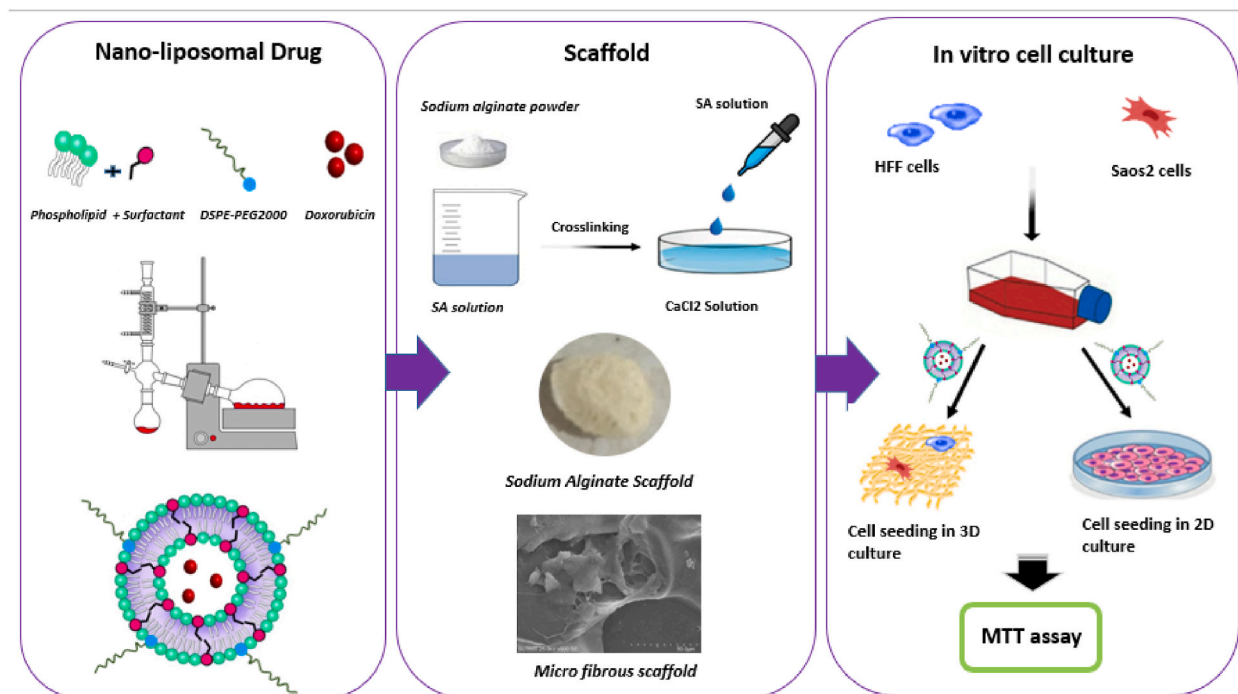 Nano-liposomal Drug
Phospholipid + Surfactant
DSPE-PEG2000
Doxorubicin
Scaffold
Sodium alginate powder
SA solution
Crosslinking
SA solution
CaCl2 Solution
Sodium Alginate Scaffold
Micro fibrous scaffold
In vitro cell culture
HFF cells
Saos2 cells
Cell seeding in 3D
culture
Cell seeding in 2D
culture
MTT assay